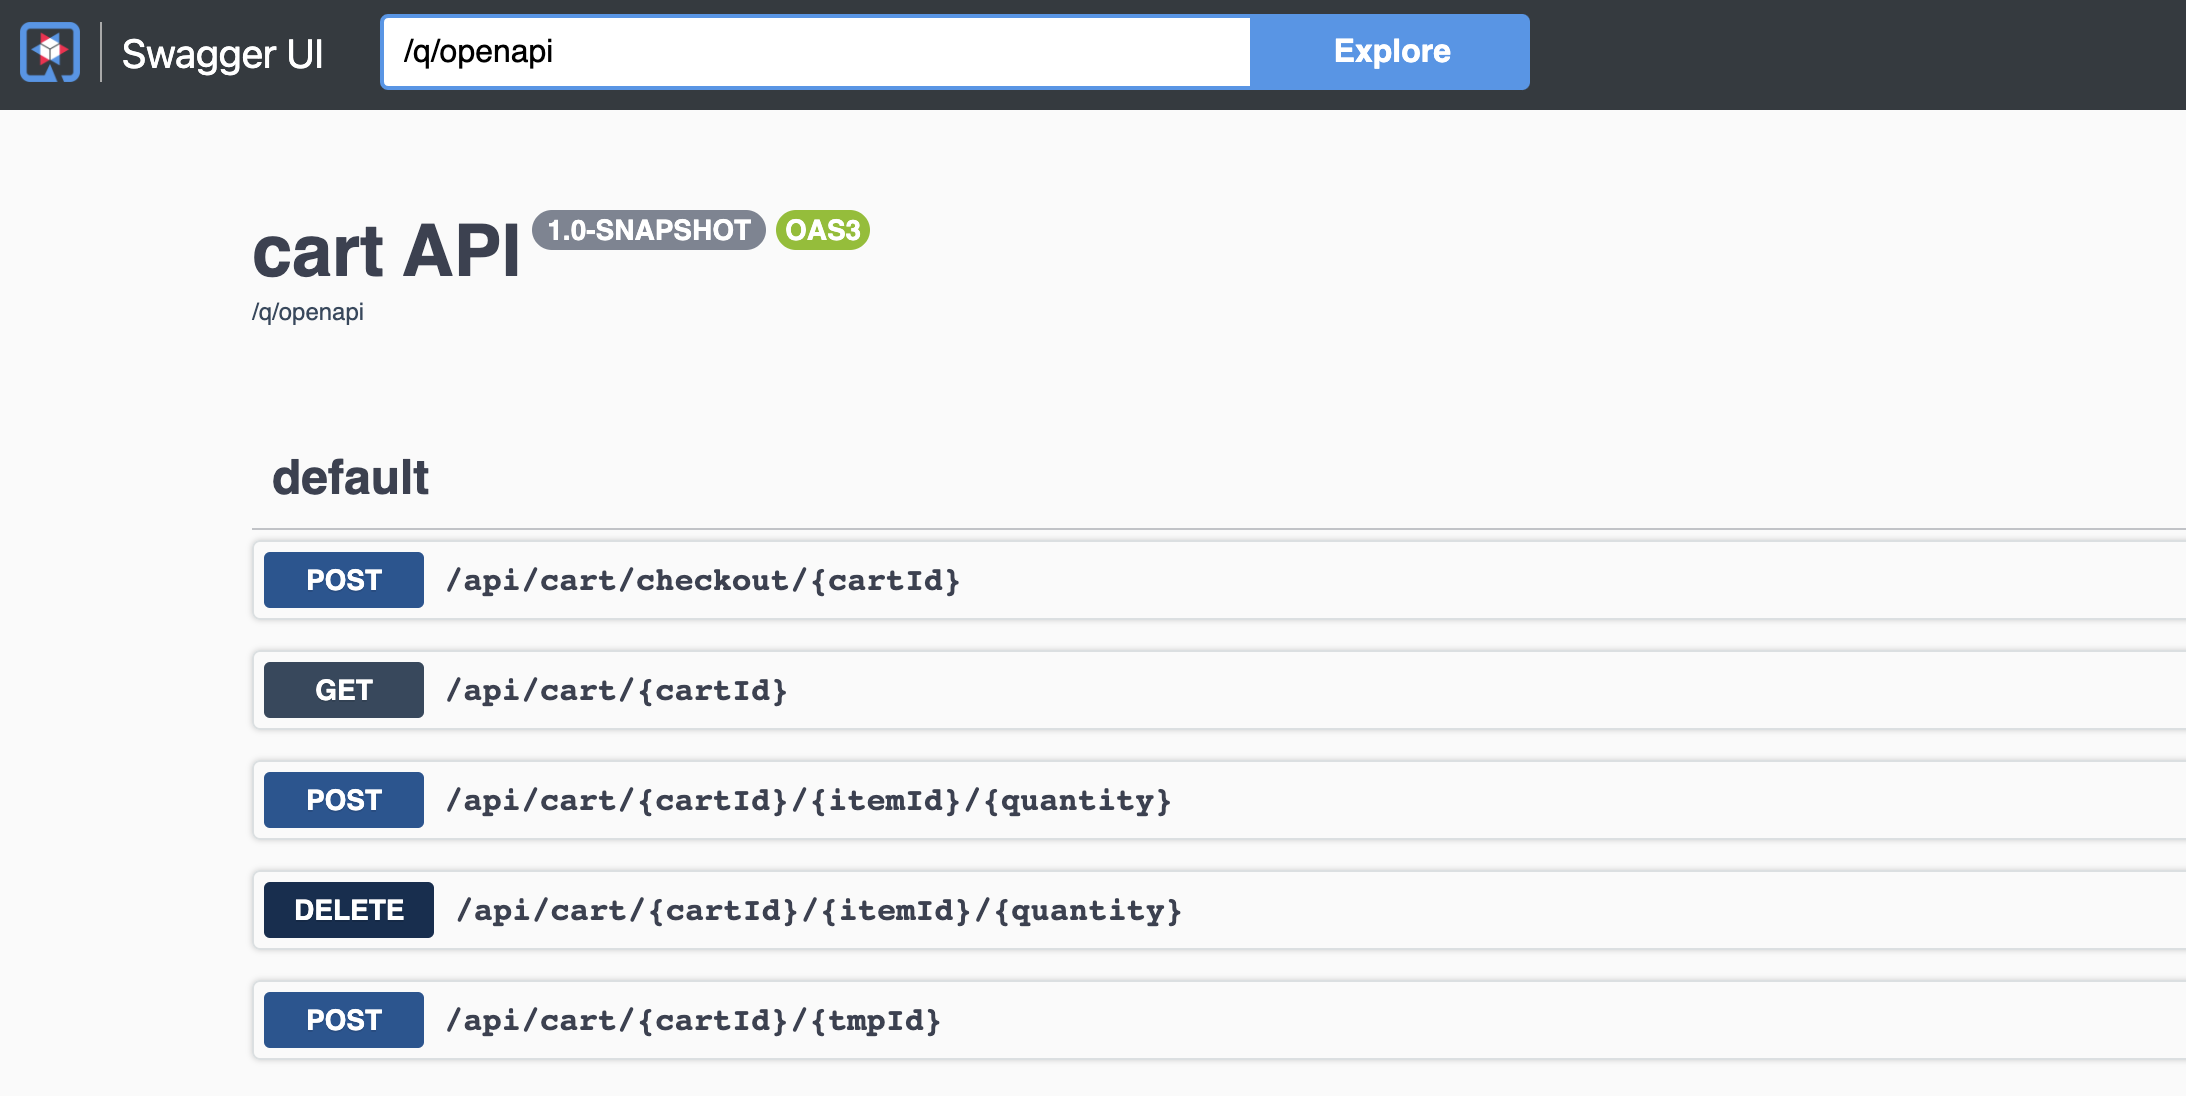 Swagger UI /q/openapi Explore
cart API 1.0-SNAPSHOT OAS3
/q/openapi
default
POST /api/cart/checkout/{cartId}
GET /api/cart/{cartId}
POST /api/cart/{cartId}/{itemId}/{quantity}
DELETE /api/cart/{cartId}/{itemId}/{quantity}
POST /api/cart/{cartId}/{tmpId}